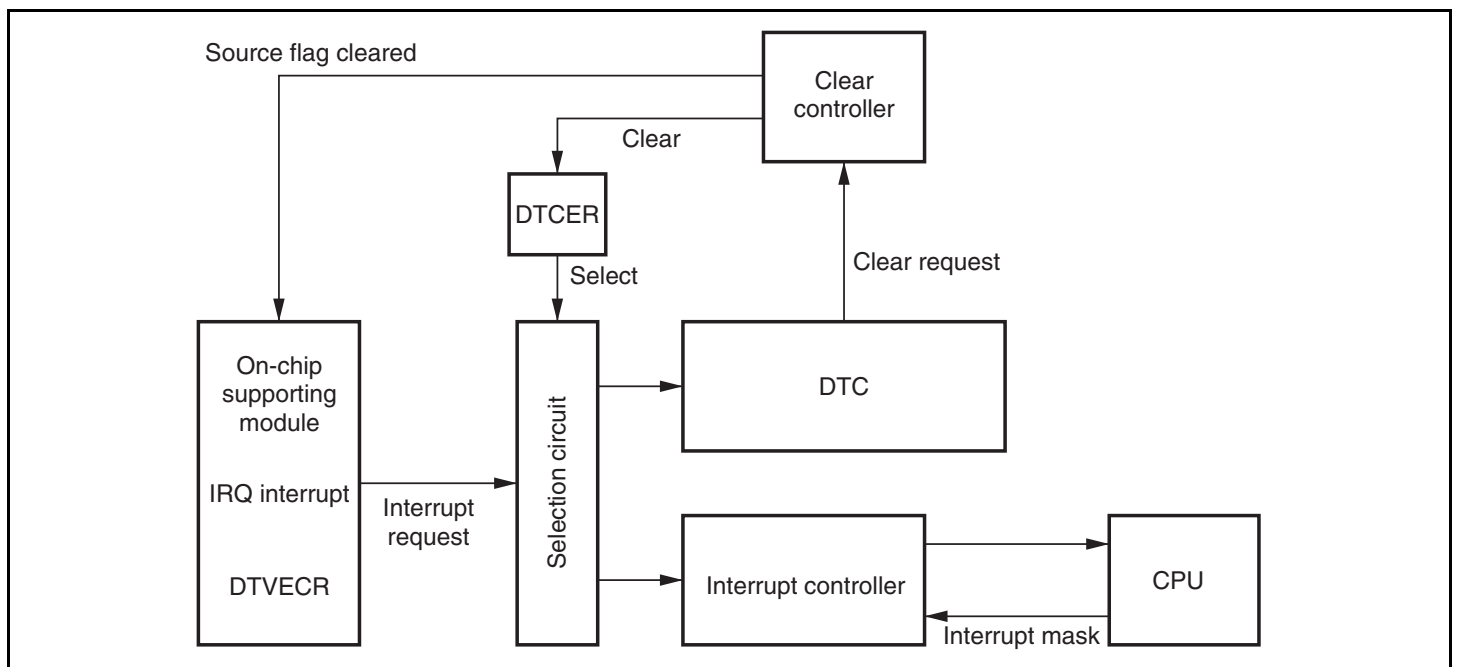 Source flag cleared
Clear
controller
Clear
DTCER
Select
Clear request
On-chip
supporting
module
IRQ interrupt
DTVECR
Interrupt
request
Selection circuit
DTC
Interrupt controller
CPU
Interrupt mask